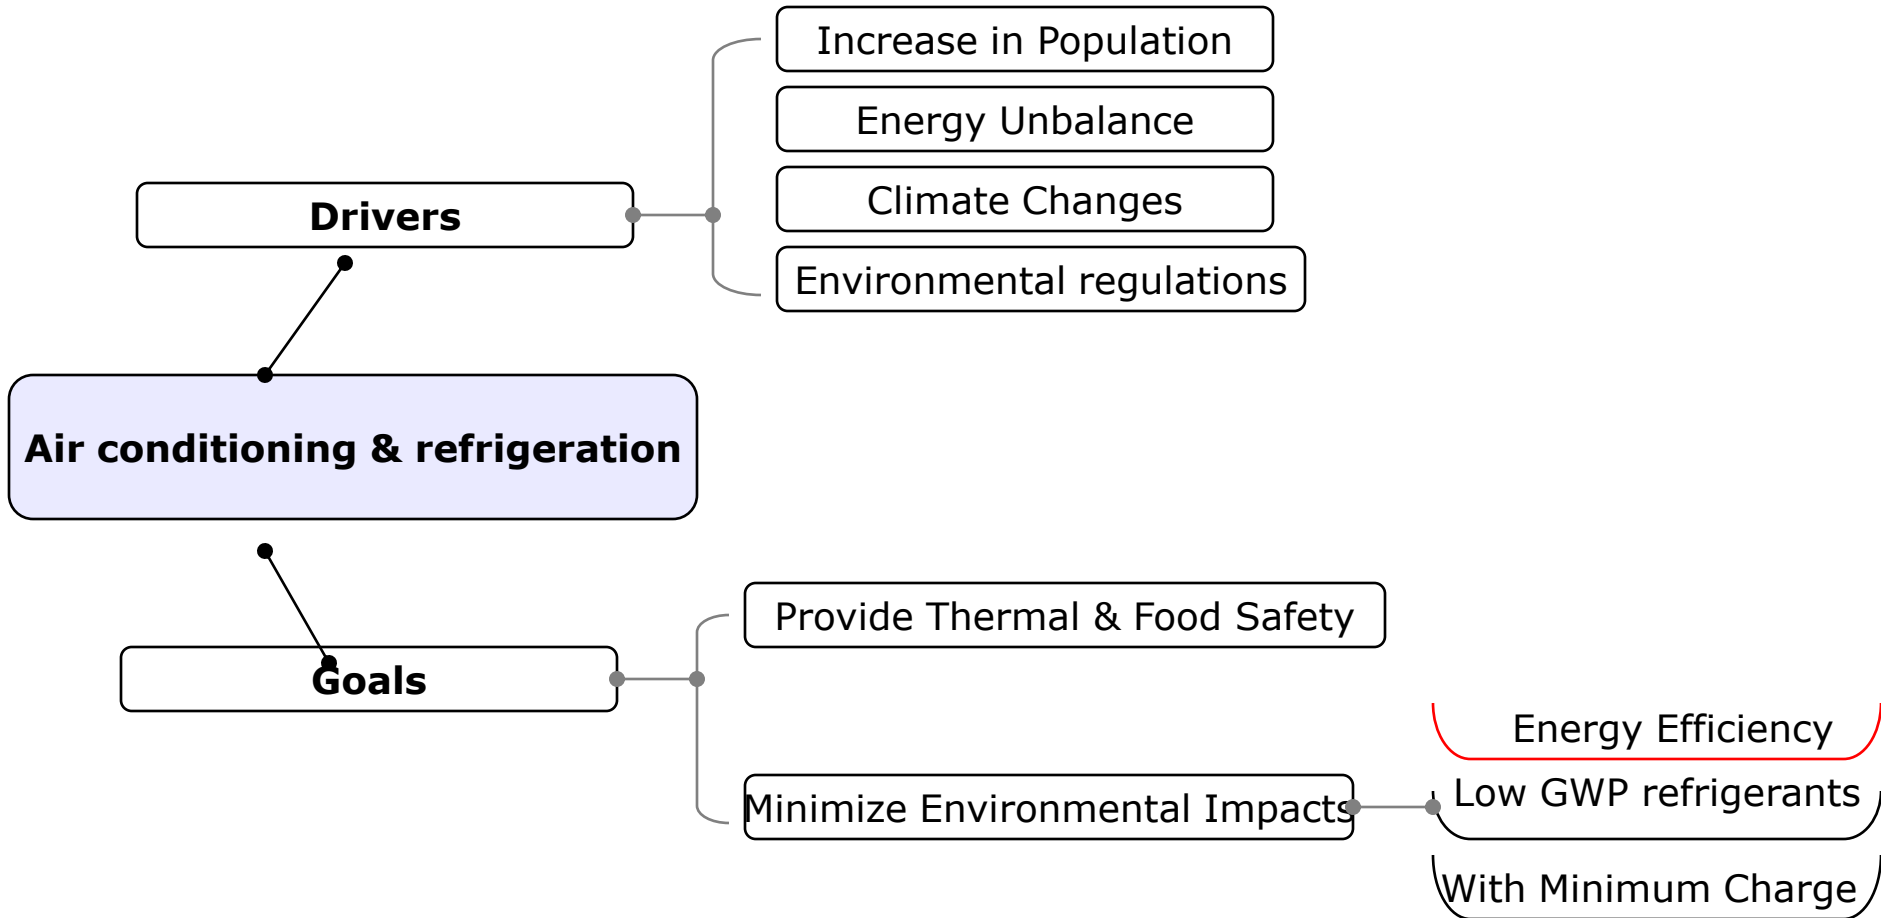 Increase in Population
Energy Unbalance
Climate Changes
Drivers
Environmental regulations
Air conditioning & refrigeration
Provide Thermal & Food Safety
Goals
Energy Efficiency
Low GWP refrigerants
Minimize Environmental Impacts
With Minimum Charge